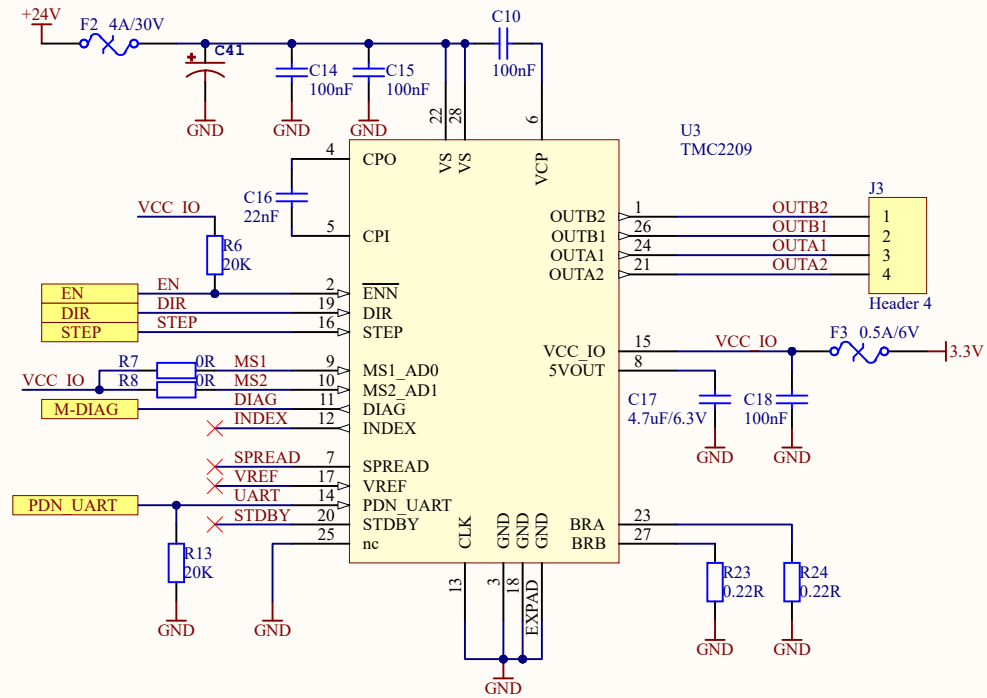 +24V
F2 4A/30V
C10
100nF
C41
C14
100nF
C15
100nF
GND
GND
GND
22
28
6
VS
VS
VCP
U3
TMC2209
4
CPO
C16
22nF
5
CPI
VCC_IO
R6
20K
EN
EN
2
ENN
DIR
DIR
19
DIR
STEP
STEP
16
STEP
R7
0R
MS1
9
MS1_AD0
VCC_IO
R8
0R
MS2
10
MS2_AD1
M-DIAG
DIAG
11
DIAG
INDEX
12
INDEX
SPREAD
7
SPREAD
VREF
17
VREF
PDN_UART
UART
14
PDN_UART
STDBY
20
STDBY
25
nc
R13
20K
GND
GND
J3
OUTB2
1
OUTB2
1
OUTB1
26
OUTB1
2
OUTA1
24
OUTA1
3
OUTA2
21
OUTA2
4
Header 4
F3 0.5A/6V
VCC_IO
15
VCC_IO
3.3V
5VOUT
8
C17
4.7uF/6.3V
C18
100nF
GND
GND
BRA
23
BRB
27
R23
0.22R
R24
0.22R
GND
GND
CLK
GND
GND
GND
13
3
18
EXPAD
GND